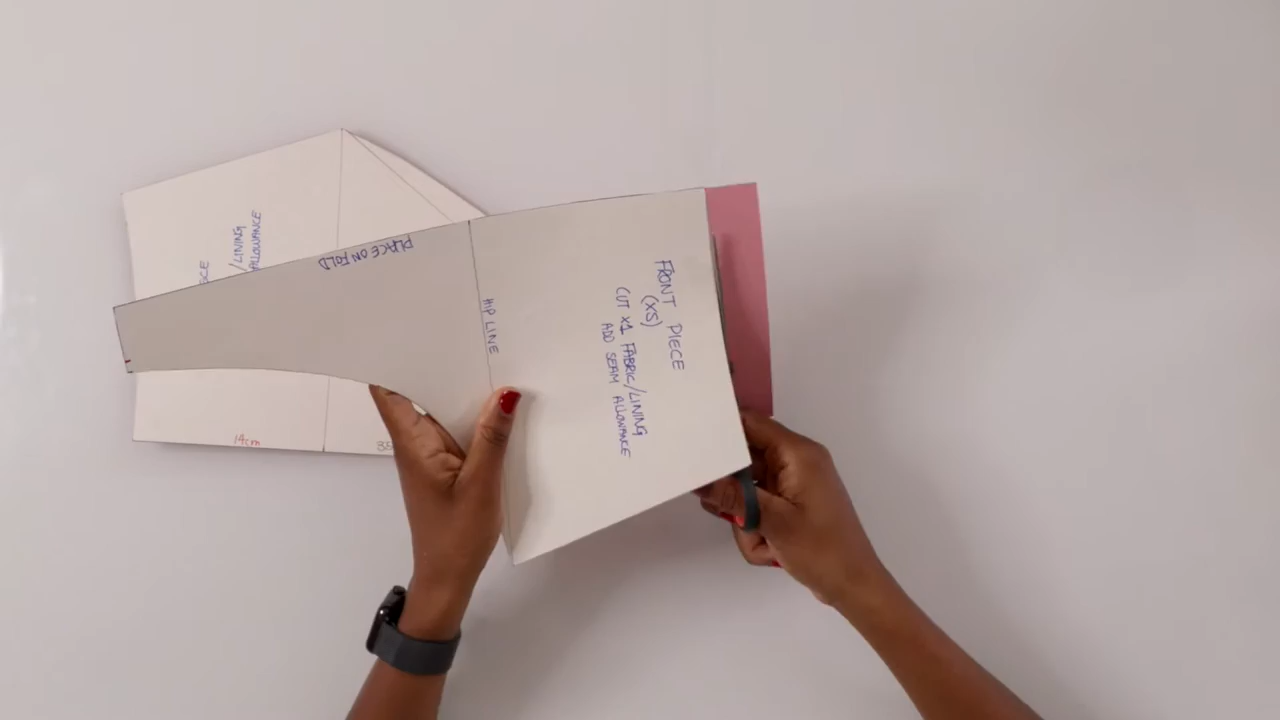 FRONT PIECE
(XS)
CUT X1 FABRIC/LINING
ADD SEAM ALLOWANCE
HIP LINE
PLACE ON FOLD
/LINING
ALLOWANCE
14cm